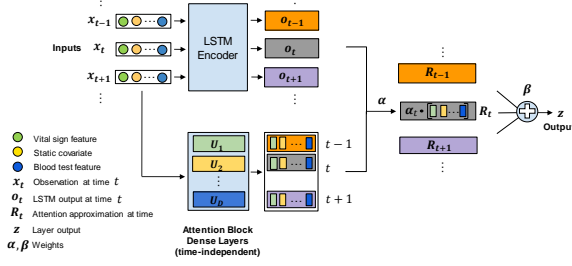 ⋮
x_{t−1}
Inputs
x_t
x_{t+1}
⋮
LSTM
Encoder
⋮
o_{t−1}
o_t
o_{t+1}
⋮
U_1
U_2
⋮
U_D
Attention Block
Dense Layers
(time-independent)
t − 1
t
t + 1
α
⋮
R_{t−1}
α_t • [ ⋯ ]
R_t
R_{t+1}
⋮
β
z
Output
Vital sign feature
Static covariate
Blood test feature
x_t Observation at time t
o_t LSTM output at time t
R_t Attention approximation at time
z Layer output
α, β Weights